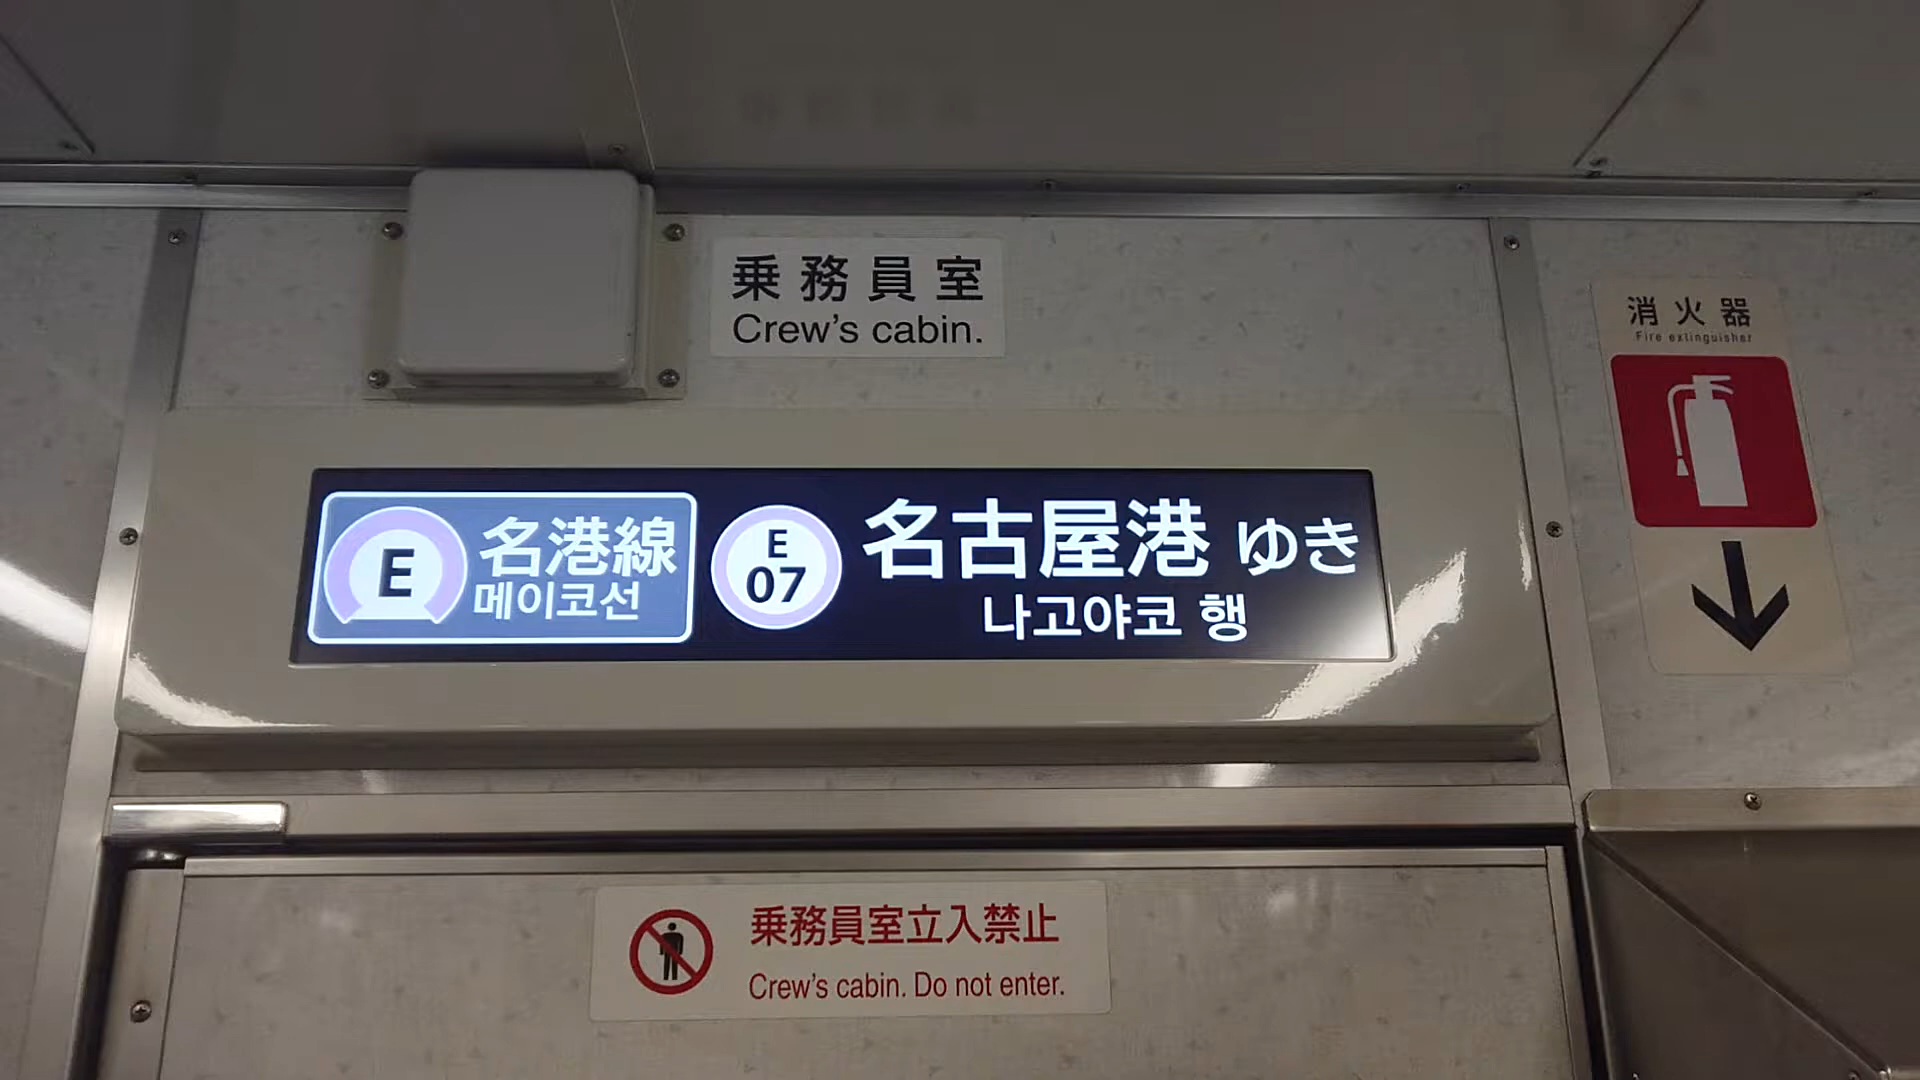 乗務員室
Crew's cabin.
消火器
Fire extinguisher
E 名港線
메이코선
E
07
名古屋港 ゆき
나고야코 행
乗務員室立入禁止
Crew's cabin. Do not enter.